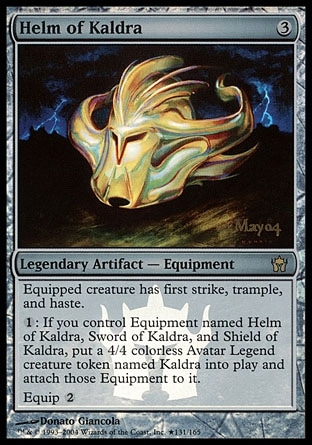 Helm of Kaldra 3
May04
Legendary Artifact — Equipment
Equipped creature has first strike, trample,
and haste.
1: If you control Equipment named Helm
of Kaldra, Sword of Kaldra, and Shield of
Kaldra, put a 4/4 colorless Avatar Legend
creature token named Kaldra into play and
attach those Equipment to it.
Equip 2
Donato Giancola
™ & © 1993–2004 Wizards of the Coast, Inc. ★131/165